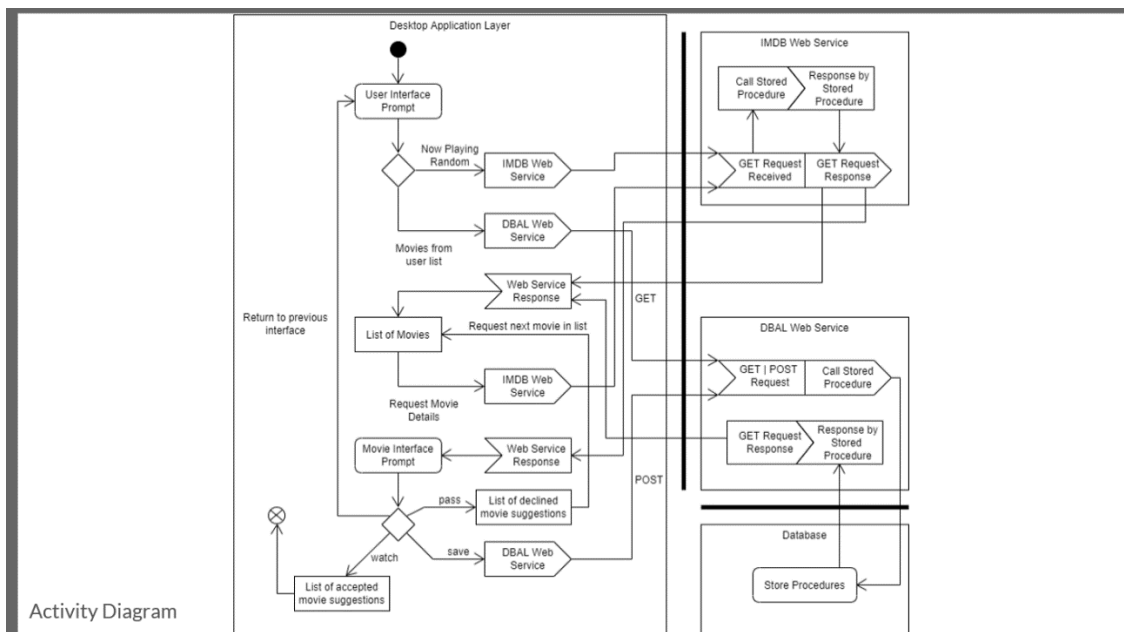 Desktop Application Layer
User Interface
Prompt
Now Playing
Random
IMDB Web
Service
DBAL Web
Service
Movies from
user list
Web Service
Response
GET
Return to previous
interface
List of Movies
Request next movie in list
IMDB Web
Service
Request Movie
Details
Movie Interface
Prompt
Web Service
Response
POST
pass
List of declined
movie suggestions
watch
save
DBAL Web
Service
List of accepted
movie suggestions
IMDB Web Service
Call Stored
Procedure
Response by
Stored
Procedure
GET Request
Received
GET Request
Response
DBAL Web Service
GET | POST
Request
Call Stored
Procedure
GET Request
Response
Response by
Stored
Procedure
Database
Store Procedures
Activity Diagram